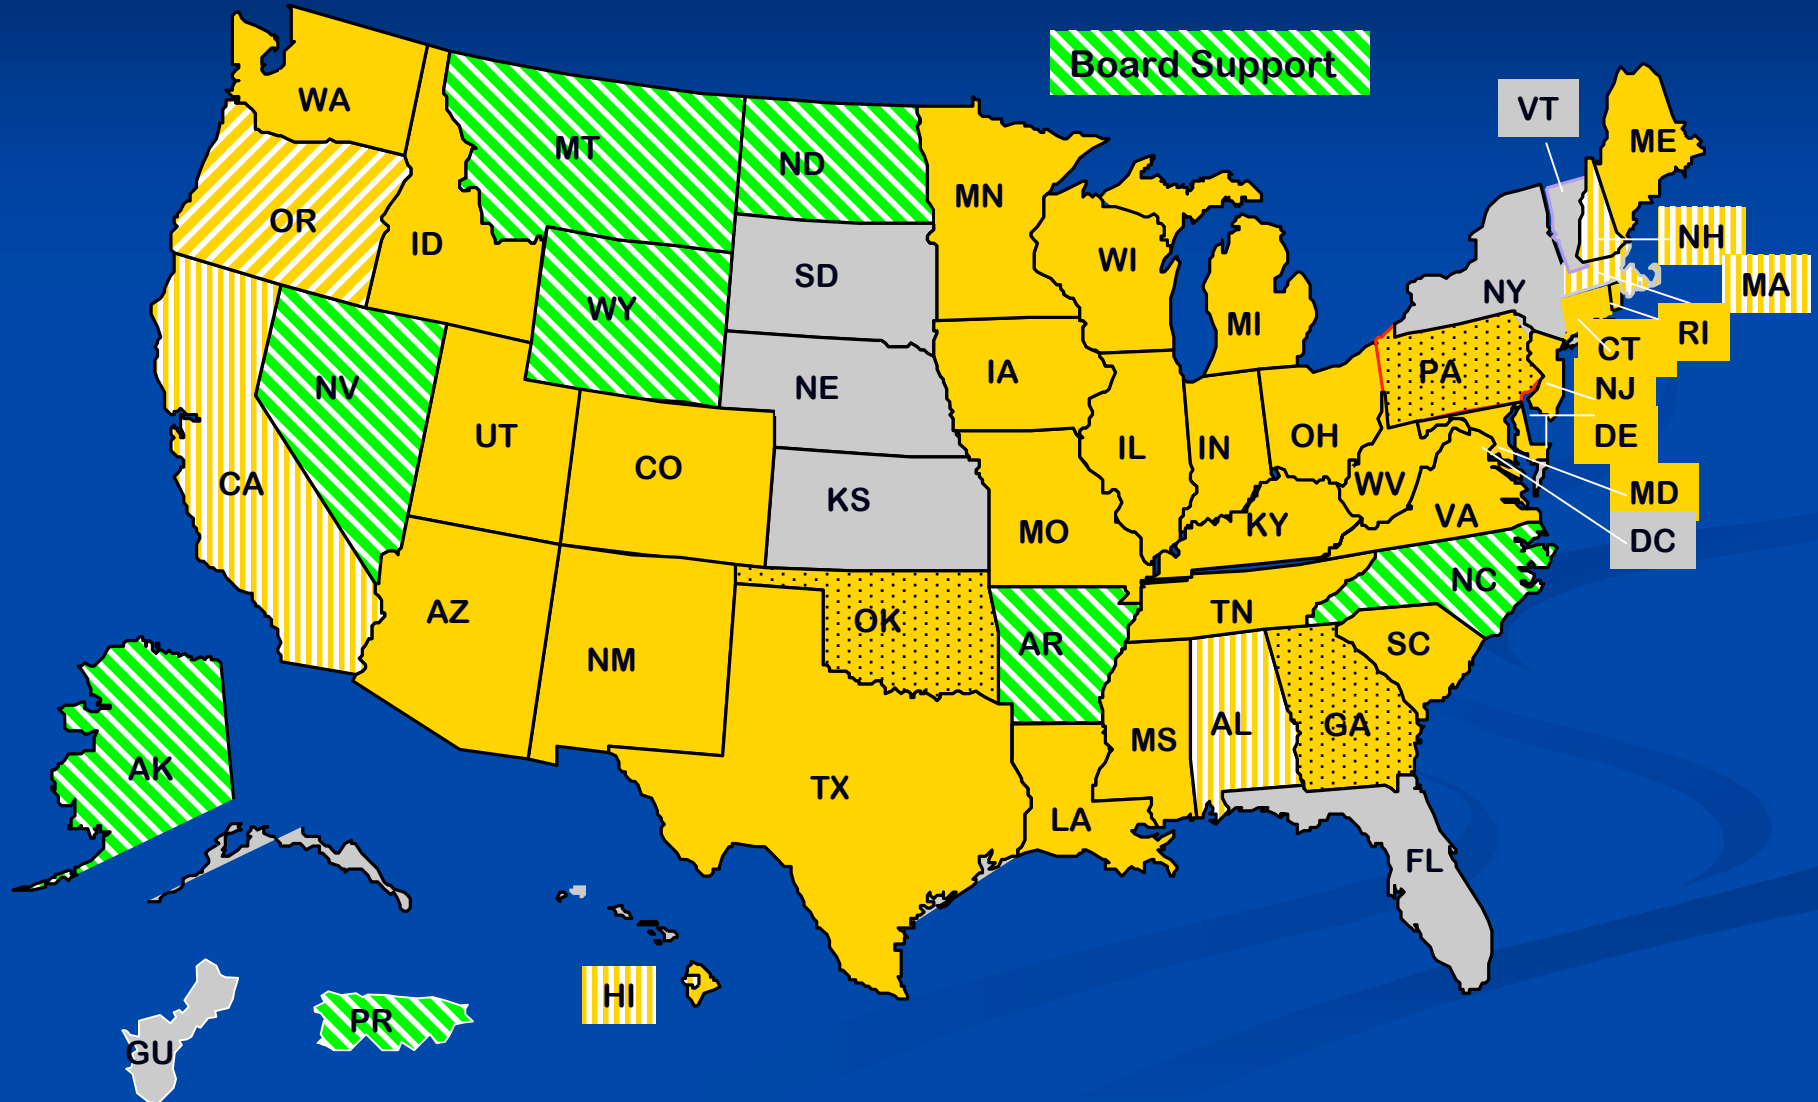 Board Support
VT
WA
ME
MT
ND
MN
OR
ID
WI
NH
SD
MA
NY
WY
MI
RI
CT
IA
PA
NV
NE
NJ
UT
CO
IL
IN
OH
DE
CA
KS
WV
MD
MO
KY
VA
DC
AZ
NC
OK
TN
AR
SC
NM
AL
GA
MS
AK
TX
LA
FL
HI
PR
GU